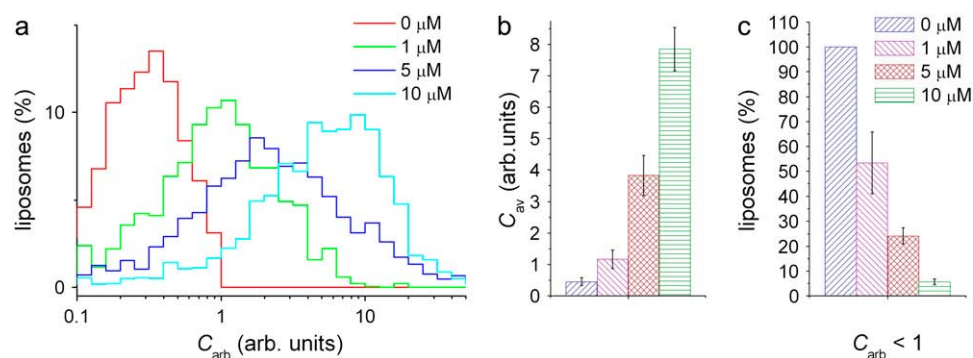 a
0 μM
1 μM
5 μM
10 μM
liposomes (%)
10
0
0.1
1
10
C_arb (arb. units)
b
C_av (arb.units)
8
7
6
5
4
3
2
1
0
c
liposomes (%)
110
100
90
80
70
60
50
40
30
20
10
0
0 μM
1 μM
5 μM
10 μM
C_arb < 1